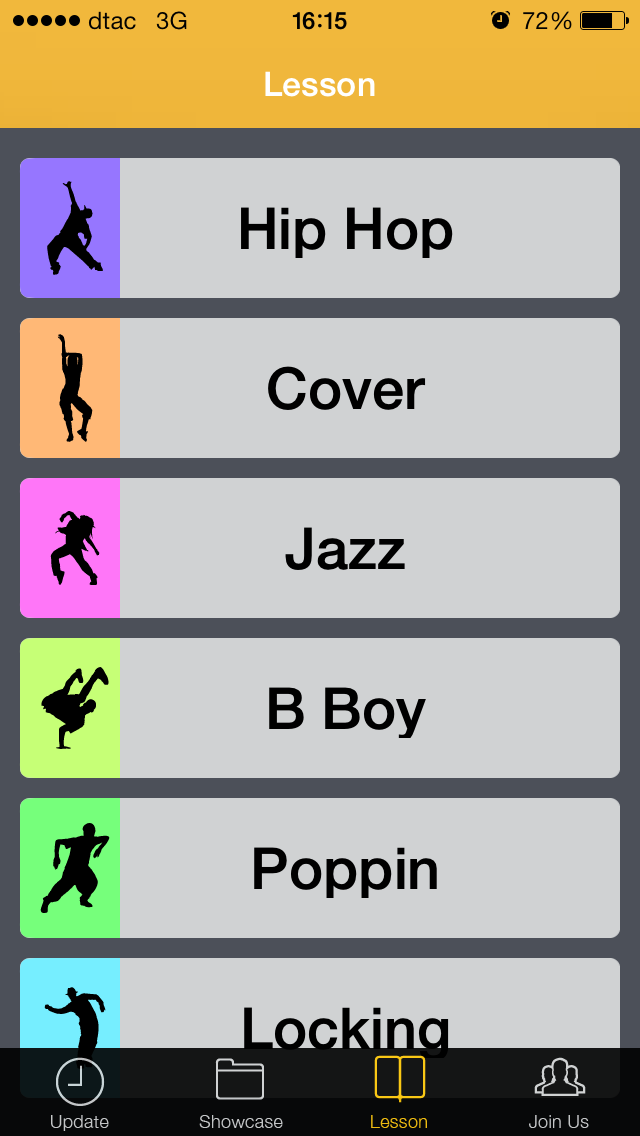 dtac 3G 16:15 72%
Lesson
Hip Hop
Cover
Jazz
B Boy
Poppin
Locking
Update Showcase Lesson Join Us